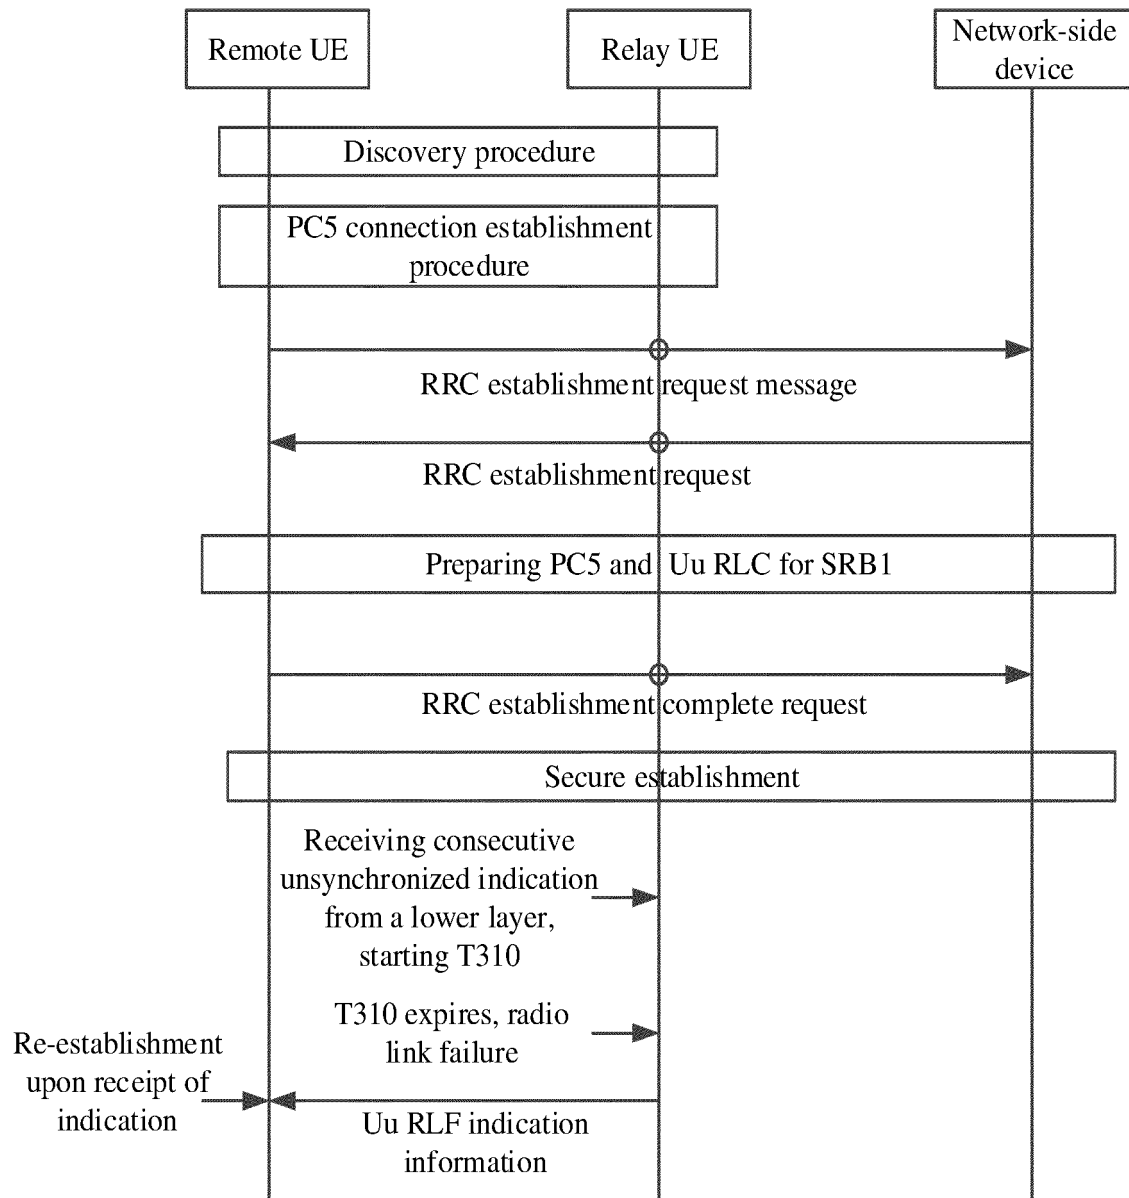 Remote UE
Relay UE
Network-side
device
Discovery procedure
PC5 connection establishment
procedure
RRC establishment request message
RRC establishment request
Preparing PC5 and Uu RLC for SRB1
RRC establishment complete request
Secure establishment
Receiving consecutive
unsynchronized indication
from a lower layer,
starting T310
T310 expires, radio
link failure
Re-establishment
upon receipt of
indication
Uu RLF indication
information